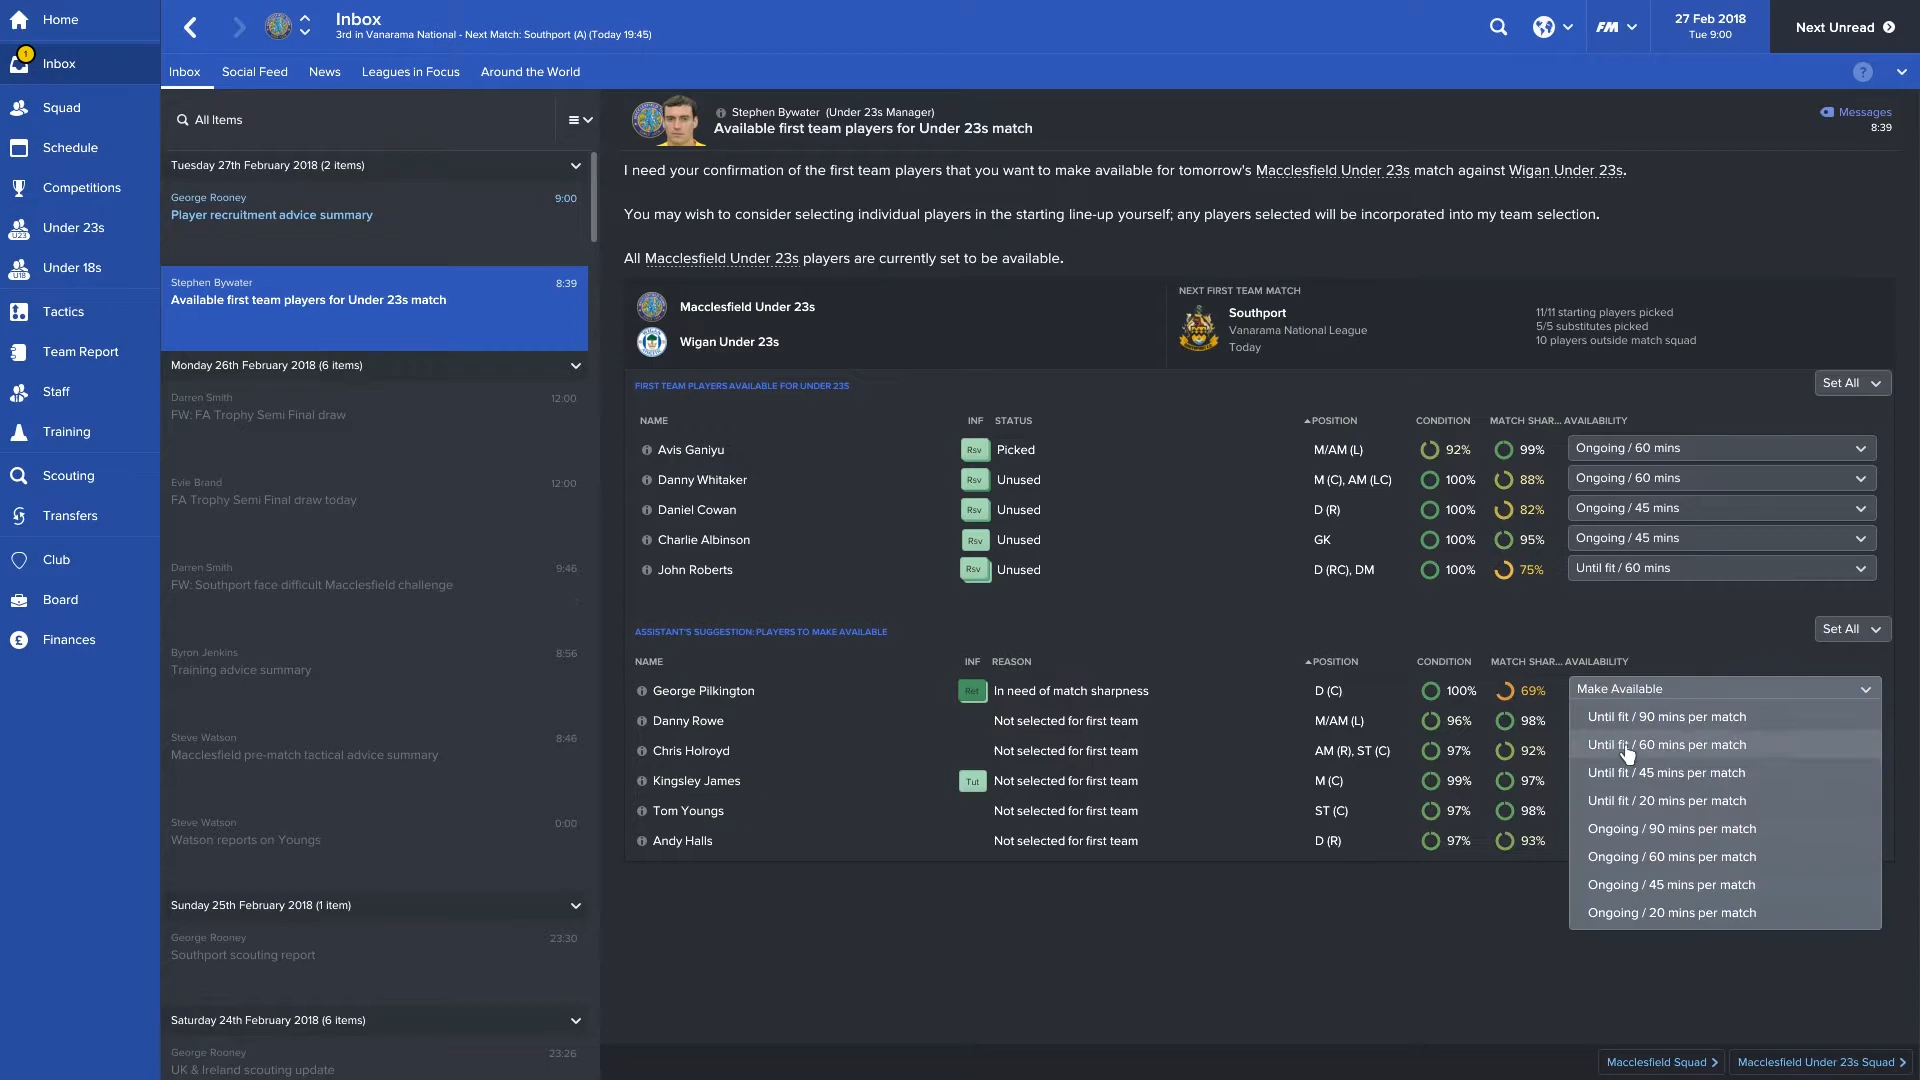 Home
Inbox
1
Squad
Schedule
Competitions
Under 23s
Under 18s
Tactics
Team Report
Staff
Training
Scouting
Transfers
Club
Board
Finances
Inbox
3rd in Vanarama National - Next Match: Southport (A) (Today 19:45)
FM
27 Feb 2018
Tue 9:00
Next Unread
Inbox Social Feed News Leagues in Focus Around the World
?
All Items
Tuesday 27th February 2018 (2 items)
George Rooney 9:00
Player recruitment advice summary
Stephen Bywater 8:39
Available first team players for Under 23s match
Monday 26th February 2018 (6 items)
Darren Smith 12:00
FW: FA Trophy Semi Final draw
Evie Brand 12:00
FA Trophy Semi Final draw today
Darren Smith 9:46
FW: Southport face difficult Macclesfield challenge
Byron Jenkins 8:56
Training advice summary
Steve Watson 8:46
Macclesfield pre-match tactical advice summary
Steve Watson 0:00
Watson reports on Youngs
Sunday 25th February 2018 (1 item)
George Rooney 23:30
Southport scouting report
Saturday 24th February 2018 (6 items)
George Rooney 23:26
UK & Ireland scouting update
Stephen Bywater (Under 23s Manager)
Available first team players for Under 23s match
Messages
8:39
I need your confirmation of the first team players that you want to make available for tomorrow's Macclesfield Under 23s match against Wigan Under 23s.
You may wish to consider selecting individual players in the starting line-up yourself; any players selected will be incorporated into my team selection.
All Macclesfield Under 23s players are currently set to be available.
Macclesfield Under 23s
Wigan Under 23s
NEXT FIRST TEAM MATCH
Southport
Vanarama National League
Today
11/11 starting players picked
5/5 substitutes picked
10 players outside match squad
FIRST TEAM PLAYERS AVAILABLE FOR UNDER 23S
Set All
NAME INF STATUS POSITION CONDITION MATCH SHAR... AVAILABILITY
Avis Ganiyu Rsv Picked M/AM (L) 92% 99% Ongoing / 60 mins
Danny Whitaker Rsv Unused M (C), AM (LC) 100% 88% Ongoing / 60 mins
Daniel Cowan Rsv Unused D (R) 100% 82% Ongoing / 45 mins
Charlie Albinson Rsv Unused GK 100% 95% Ongoing / 45 mins
John Roberts Rsv Unused D (RC), DM 100% 75% Until fit / 60 mins
ASSISTANT'S SUGGESTION: PLAYERS TO MAKE AVAILABLE
Set All
NAME INF REASON POSITION CONDITION MATCH SHAR... AVAILABILITY
George Pilkington Ret In need of match sharpness D (C) 100% 69% Make Available
Danny Rowe Not selected for first team M/AM (L) 96% 98%
Chris Holroyd Not selected for first team AM (R), ST (C) 97% 92%
Kingsley James Tut Not selected for first team M (C) 99% 97%
Tom Youngs Not selected for first team ST (C) 97% 98%
Andy Halls Not selected for first team D (R) 97% 93%
Until fit / 90 mins per match
Until fit / 60 mins per match
Until fit / 45 mins per match
Until fit / 20 mins per match
Ongoing / 90 mins per match
Ongoing / 60 mins per match
Ongoing / 45 mins per match
Ongoing / 20 mins per match
Macclesfield Squad
Macclesfield Under 23s Squad